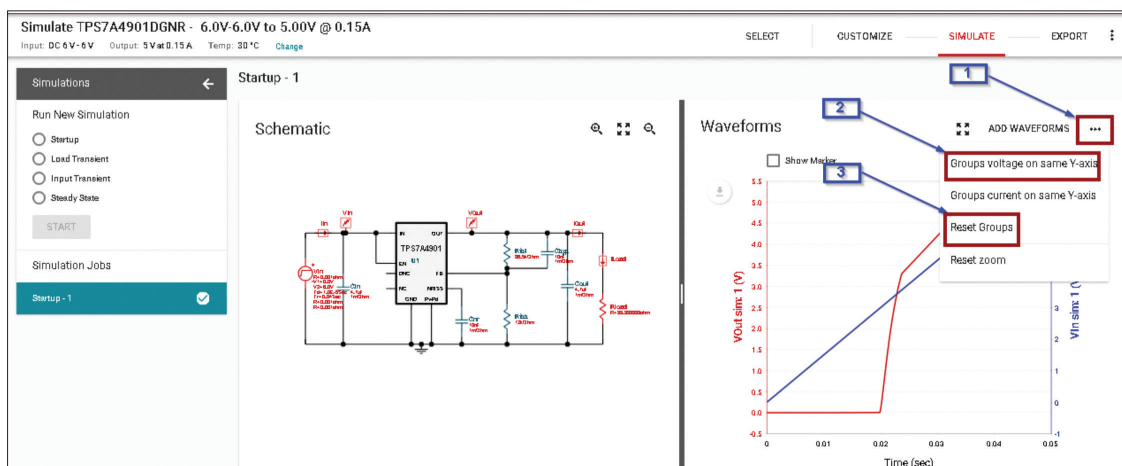 Simulate TPS7A4901DGNR - 6.0V-6.0V to 5.00V @ 0.15A
Input: DC 6V-6V Output: 5V at 0.15 A Temp: 30 °C Change
SELECT CUSTOMIZE SIMULATE EXPORT
Simulations
Run New Simulation
Startup
Load Transient
Input Transient
Steady State
START
Simulation Jobs
Startup - 1
Startup - 1
Schematic
Iin
Vin
VOut
IOut
IN
OUT
TPS7A4901
U1
EN
DNC
FB
NC
NR/SS
GND
PwPd
Cin
Cnr
Cout
ILoad
Waveforms
ADD WAVEFORMS
1
2
3
Show Marker
Groups voltage on same Y-axis
Groups current on same Y-axis
Reset Groups
Reset zoom
VOut sim: 1 (V)
5.5
5.0
4.5
4.0
3.5
3.0
2.5
2.0
1.5
1.0
0.5
0.0
-0.5
0 0.01 0.02 0.03 0.04 0.05
Time (sec)
3
2
1
0
-1
VIn sim: 1 (V